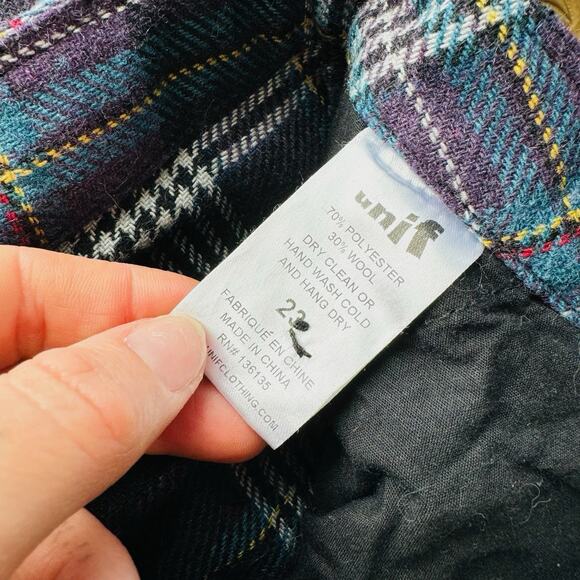 unif
70% POLYESTER
30% WOOL
DRY CLEAN OR
HAND WASH COLD
AND HANG DRY
FABRIQUÉ EN CHINE
MADE IN CHINA
RN# 136135
UNIFCLOTHING.COM